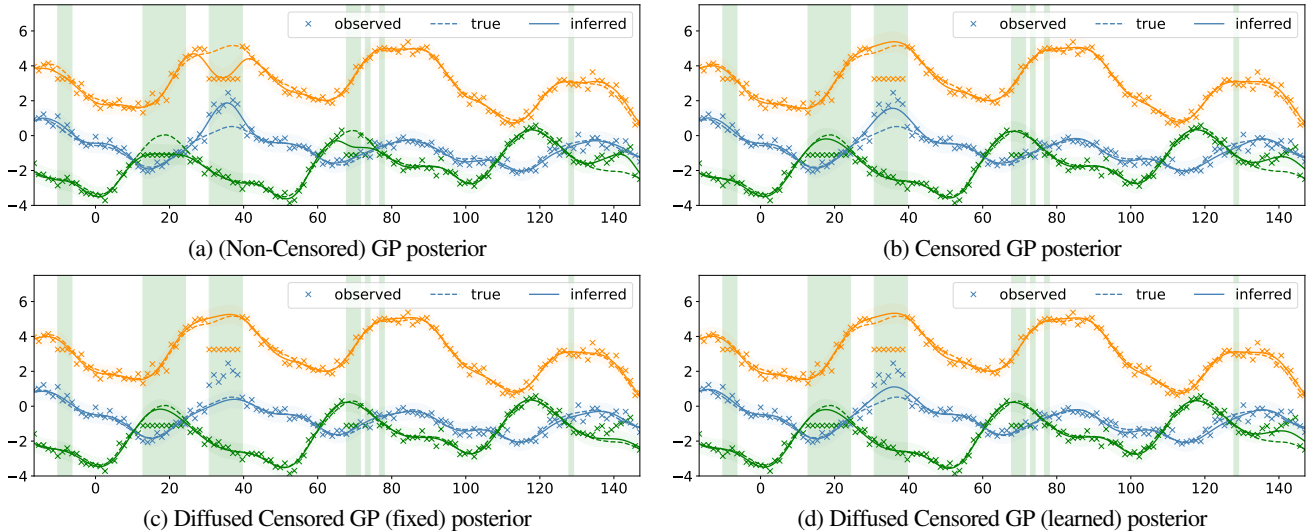 6
4
2
0
−2
−4
× observed
true
inferred
0 20 40 60 80 100 120 140
(a) (Non-Censored) GP posterior
6
4
2
0
−2
−4
× observed
true
inferred
0 20 40 60 80 100 120 140
(b) Censored GP posterior
6
4
2
0
−2
−4
× observed
true
inferred
0 20 40 60 80 100 120 140
(c) Diffused Censored GP (fixed) posterior
6
4
2
0
−2
−4
× observed
true
inferred
0 20 40 60 80 100 120 140
(d) Diffused Censored GP (learned) posterior